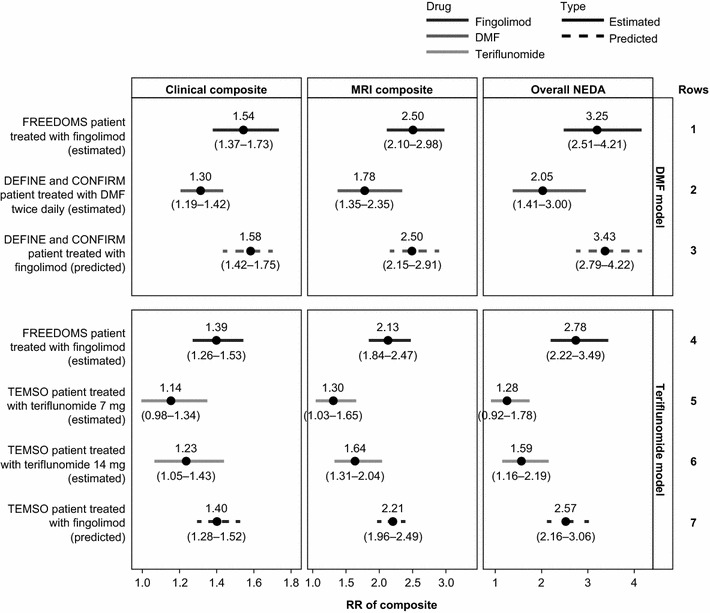 Drug
Type
Fingolimod
Estimated
DMF
Predicted
Teriflunomide
Clinical composite
MRI composite
Overall NEDA
Rows
FREEDOMS patient
treated with fingolimod
(estimated)
1.54
(1.37–1.73)
2.50
(2.10–2.98)
3.25
(2.51–4.21)
1
DEFINE and CONFIRM
patient treated with DMF
twice daily (estimated)
1.30
(1.19–1.42)
1.78
(1.35–2.35)
2.05
(1.41–3.00)
2
DEFINE and CONFIRM
patient treated with
fingolimod (predicted)
1.58
(1.42–1.75)
2.50
(2.15–2.91)
3.43
(2.79–4.22)
3
DMF model
FREEDOMS patient
treated with fingolimod
(estimated)
1.39
(1.26–1.53)
2.13
(1.84–2.47)
2.78
(2.22–3.49)
4
TEMSO patient treated
with teriflunomide 7 mg
(estimated)
1.14
(0.98–1.34)
1.30
(1.03–1.65)
1.28
(0.92–1.78)
5
TEMSO patient treated
with teriflunomide 14 mg
(estimated)
1.23
(1.05–1.43)
1.64
(1.31–2.04)
1.59
(1.16–2.19)
6
TEMSO patient treated
with fingolimod
(predicted)
1.40
(1.28–1.52)
2.21
(1.96–2.49)
2.57
(2.16–3.06)
7
Teriflunomide model
1.0 1.2 1.4 1.6 1.8
1.0 1.5 2.0 2.5 3.0
1 2 3 4
RR of composite